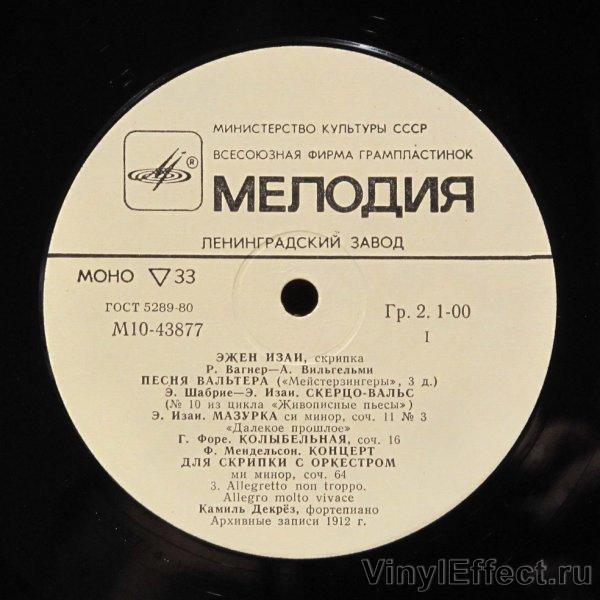 МИНИСТЕРСТВО КУЛЬТУРЫ СССР
ВСЕСОЮЗНАЯ ФИРМА ГРАМПЛАСТИНОК
®
МЕЛОДИЯ
ЛЕНИНГРАДСКИЙ ЗАВОД
МОНО ▽ 33
ГОСТ 5289-80
М10-43877
Гр. 2. 1-00
I
ЭЖЕН ИЗАИ, скрипка
Р. Вагнер—А. Вильгельми
ПЕСНЯ ВАЛЬТЕРА («Мейстерзингеры», 3 д.)
Э. Шабрие—Э. Изаи. СКЕРЦО-ВАЛЬС
(№ 10 из цикла «Живописные пьесы»)
Э. Изаи. МАЗУРКА си минор, соч. 11 № 3
«Далекое прошлое»
Г. Форе. КОЛЫБЕЛЬНАЯ, соч. 16
Ф. Мендельсон. КОНЦЕРТ
ДЛЯ СКРИПКИ С ОРКЕСТРОМ
ми минор, соч. 64
3. Allegretto non troppo.
Allegro molto vivace
Камиль Декрёз, фортепиано
Архивные записи 1912 г.
VinylEffect.ru